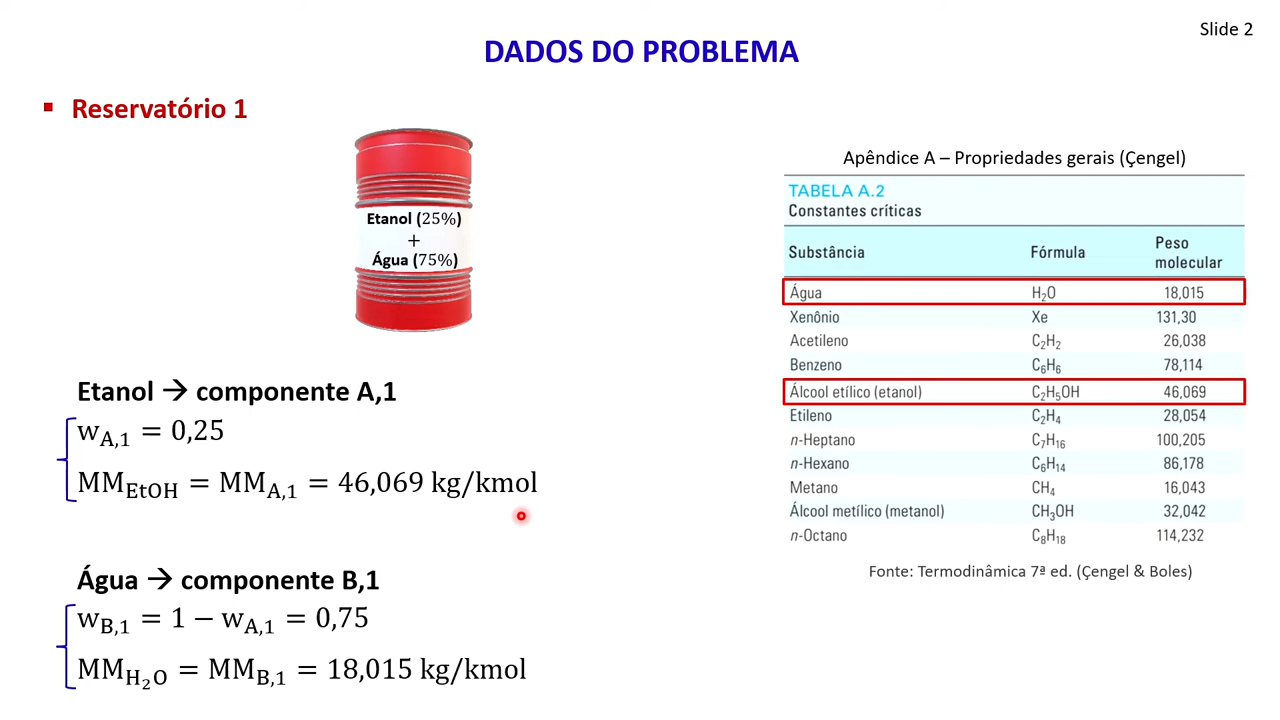 Slide 2
DADOS DO PROBLEMA
▪ Reservatório 1
Etanol (25%)
+
Água (75%)
Etanol → componente A,1
w_A,1 = 0,25
MM_EtOH = MM_A,1 = 46,069 kg/kmol
Água → componente B,1
w_B,1 = 1 − w_A,1 = 0,75
MM_H₂O = MM_B,1 = 18,015 kg/kmol
Apêndice A – Propriedades gerais (Çengel)
TABELA A.2
Constantes críticas
Substância Fórmula Peso molecular
Água H₂O 18,015
Xenônio Xe 131,30
Acetileno C₂H₂ 26,038
Benzeno C₆H₆ 78,114
Álcool etílico (etanol) C₂H₅OH 46,069
Etileno C₂H₄ 28,054
n-Heptano C₇H₁₆ 100,205
n-Hexano C₆H₁₄ 86,178
Metano CH₄ 16,043
Álcool metílico (metanol) CH₃OH 32,042
n-Octano C₈H₁₈ 114,232
Fonte: Termodinâmica 7ª ed. (Çengel & Boles)